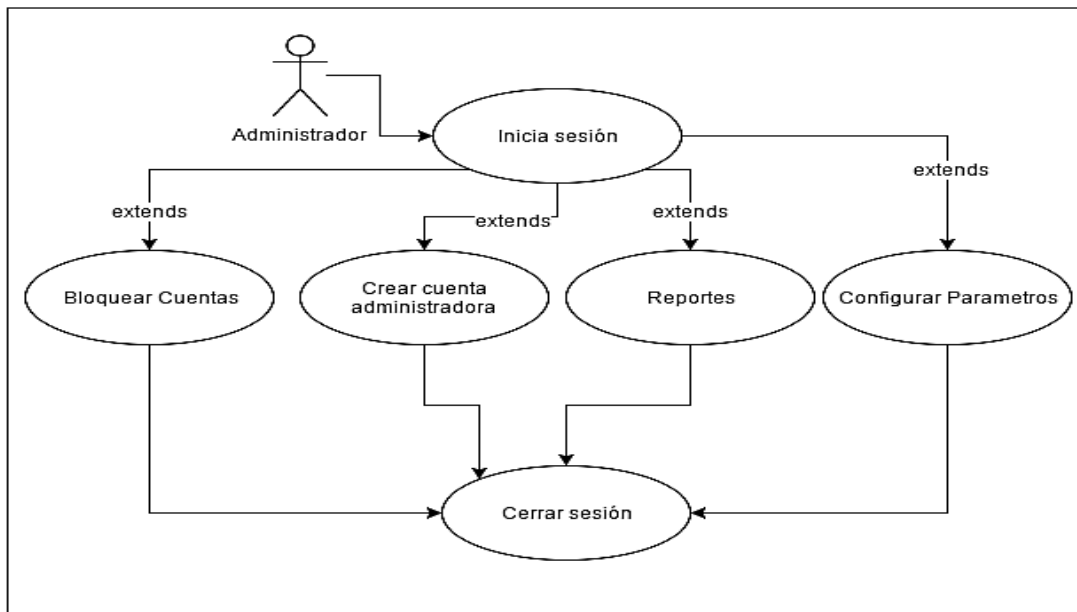 Administrador
Inicia sesión
extends
extends
extends
extends
Bloquear Cuentas
Crear cuenta
administradora
Reportes
Configurar Parametros
Cerrar sesión